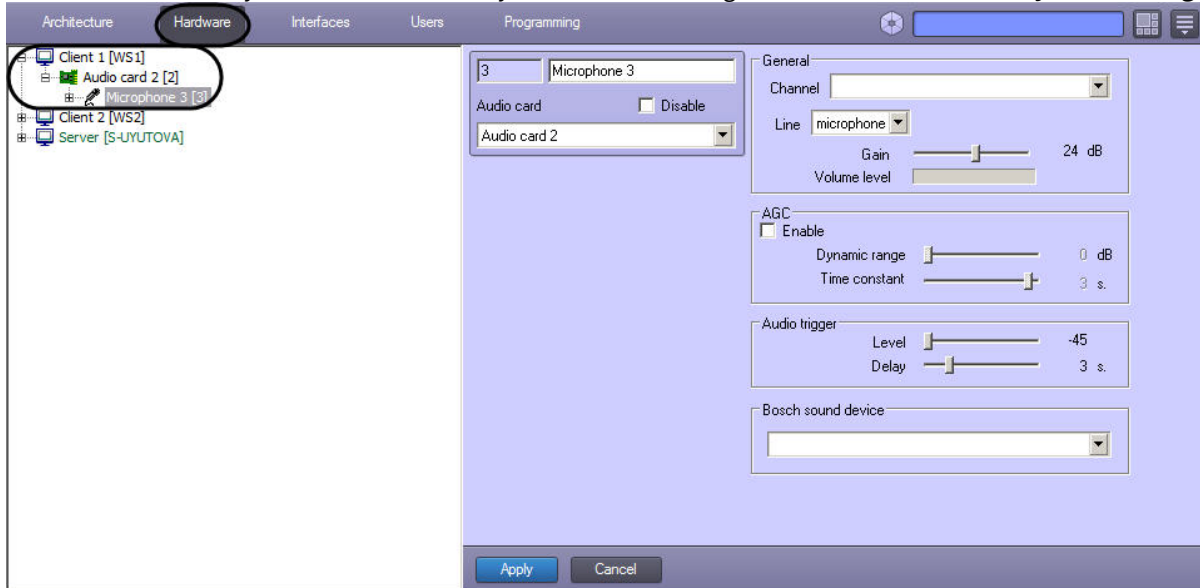 Architecture Hardware Interfaces Users Programming
Client 1 [WS1]
Audio card 2 [2]
Microphone 3 [3]
Client 2 [WS2]
Server [S-UYUTOVA]
3 Microphone 3
Audio card Disable
Audio card 2
General
Channel
Line microphone
Gain 24 dB
Volume level
AGC
Enable
Dynamic range 0 dB
Time constant 3 s.
Audio trigger
Level -45
Delay 3 s.
Bosch sound device
Apply Cancel